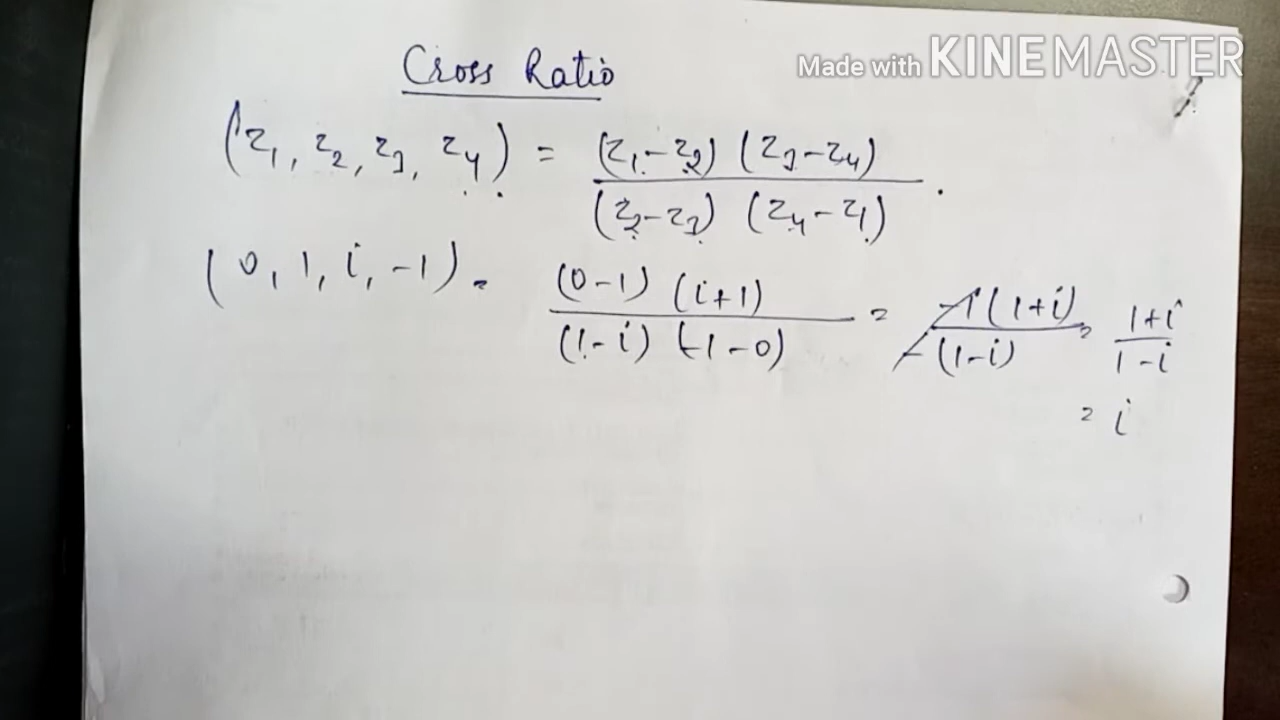 Made with KINEMASTER
Cross Ratio
(z₁, z₂, z₃, z₄) = (z₁-z₂) (z₃-z₄) / (z₂-z₃) (z₄-z₁) .
(0, 1, i, -1) = (0-1) (i+1) / (1-i) (-1-0) = -1(1+i) / -(1-i) = 1+i / 1-i
= i